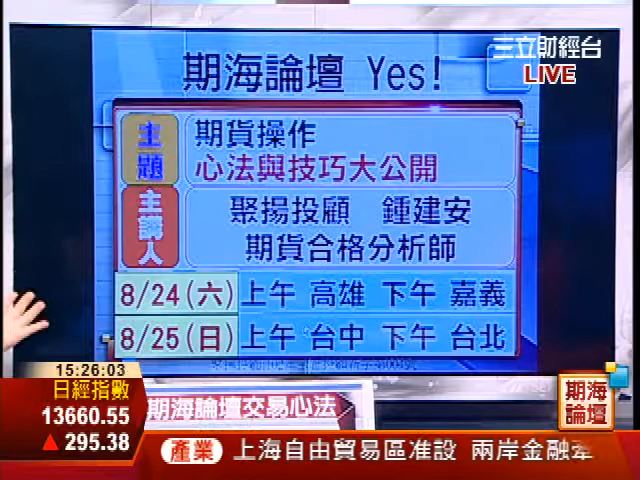 三立財經台
LIVE
期海論壇 Yes!
主題
期貨操作
心法與技巧大公開
主講人
聚揚投顧 鍾建安
期貨合格分析師
8/24(六) 上午 高雄 下午 嘉義
8/25(日) 上午 台中 下午 台北
15:26:03
日經指數
13660.55
▲295.38
期海論壇交易心法
期海
論壇
產業 上海自由貿易區准設 兩岸金融牽